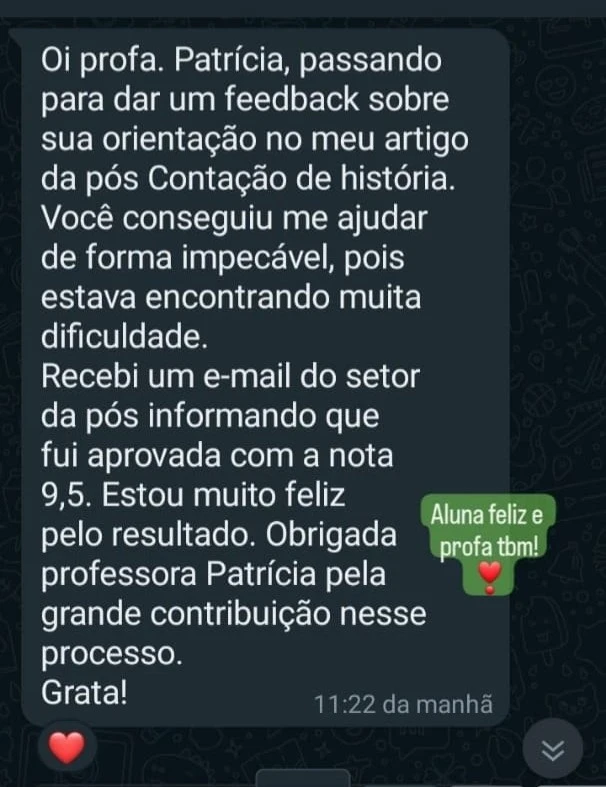 Oi profa. Patrícia, passando
para dar um feedback sobre
sua orientação no meu artigo
da pós Contação de história.
Você conseguiu me ajudar
de forma impecável, pois
estava encontrando muita
dificuldade.
Recebi um e-mail do setor
da pós informando que
fui aprovada com a nota
9,5. Estou muito feliz
pelo resultado. Obrigada
professora Patrícia pela
grande contribuição nesse
processo.
Grata!
11:22 da manhã
Aluna feliz e
profa tbm!
❣️
❤️